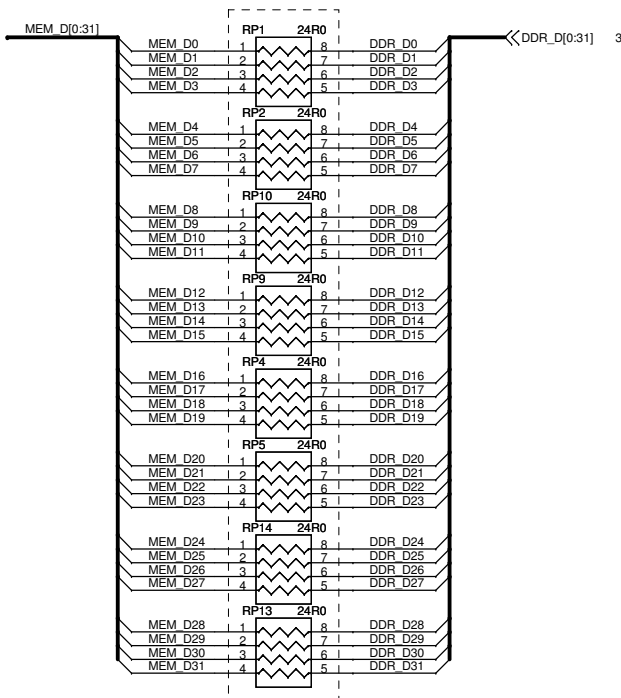 MEM_D[0:31] DDR_D[0:31] 3
RP1 24R0
MEM_D0 1 8 DDR_D0
MEM_D1 2 7 DDR_D1
MEM_D2 3 6 DDR_D2
MEM_D3 4 5 DDR_D3
RP2 24R0
MEM_D4 1 8 DDR_D4
MEM_D5 2 7 DDR_D5
MEM_D6 3 6 DDR_D6
MEM_D7 4 5 DDR_D7
RP10 24R0
MEM_D8 1 8 DDR_D8
MEM_D9 2 7 DDR_D9
MEM_D10 3 6 DDR_D10
MEM_D11 4 5 DDR_D11
RP9 24R0
MEM_D12 1 8 DDR_D12
MEM_D13 2 7 DDR_D13
MEM_D14 3 6 DDR_D14
MEM_D15 4 5 DDR_D15
RP4 24R0
MEM_D16 1 8 DDR_D16
MEM_D17 2 7 DDR_D17
MEM_D18 3 6 DDR_D18
MEM_D19 4 5 DDR_D19
RP5 24R0
MEM_D20 1 8 DDR_D20
MEM_D21 2 7 DDR_D21
MEM_D22 3 6 DDR_D22
MEM_D23 4 5 DDR_D23
RP14 24R0
MEM_D24 1 8 DDR_D24
MEM_D25 2 7 DDR_D25
MEM_D26 3 6 DDR_D26
MEM_D27 4 5 DDR_D27
RP13 24R0
MEM_D28 1 8 DDR_D28
MEM_D29 2 7 DDR_D29
MEM_D30 3 6 DDR_D30
MEM_D31 4 5 DDR_D31